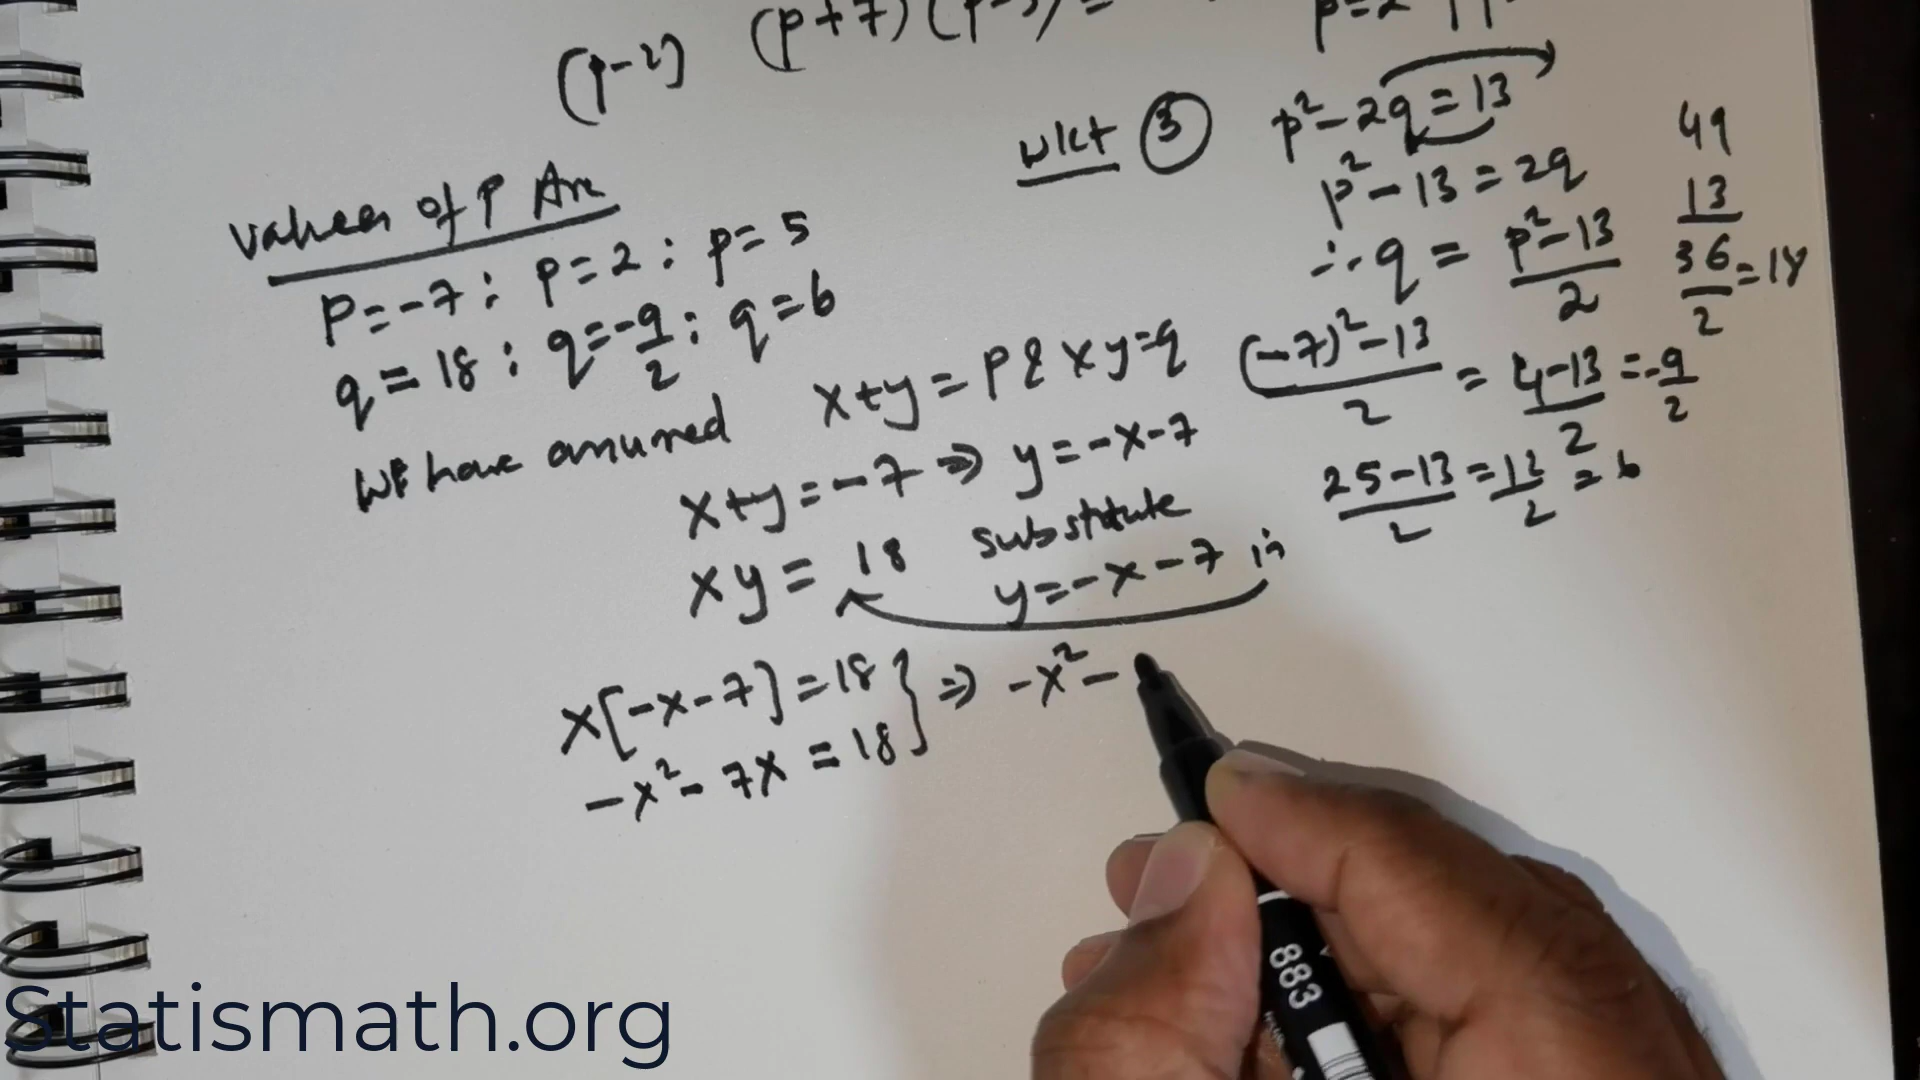 (p-2) (p+7) (p-5) =
p=2
wkt ③ p²-2q=13
p²-13=2q
∴ q = p²-13/2
49
13
36/2 = 18
Values of P Are
P=-7; p=2; p=5
q=18; q=-9/2; q=6
We have assumed x+y=p & xy=q
(-7)²-13/2 = 4-13/2 = -9/2
25-13/2 = 12/2 = 6
x+y=-7 ⇒ y=-x-7
xy=18 substitute
y=-x-7 in
x[-x-7]=18} ⇒ -x²-
-x²-7x=18
883
Statismath.org